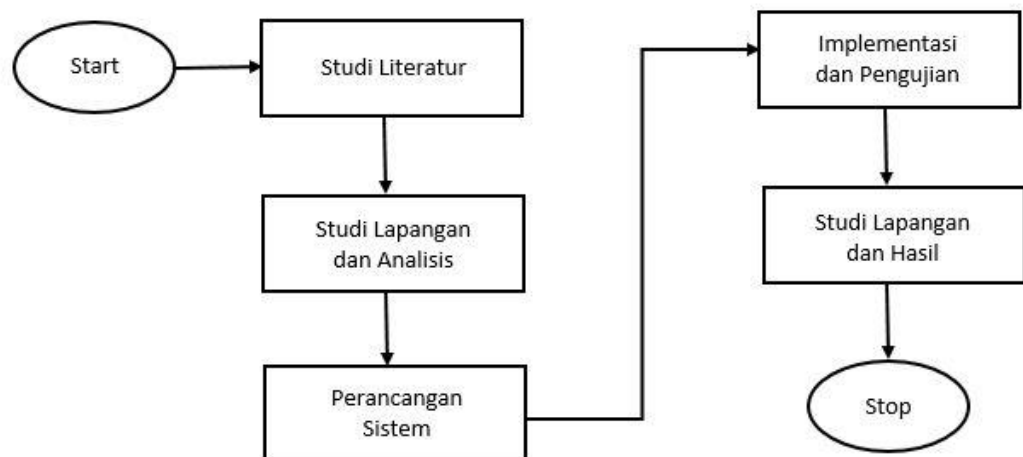 Start
Studi Literatur
Studi Lapangan
dan Analisis
Perancangan
Sistem
Implementasi
dan Pengujian
Studi Lapangan
dan Hasil
Stop